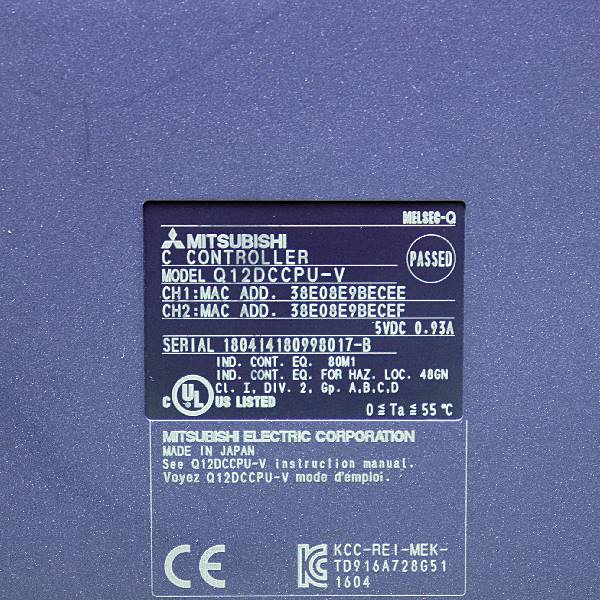 MELSEC-Q
MITSUBISHI
C CONTROLLER
PASSED
MODEL Q12DCCPU-V
CH1:MAC ADD. 38E08E9BECEE
CH2:MAC ADD. 38E08E9BECEF
5VDC 0.93A
SERIAL 180414180998017-B
IND. CONT. EQ. 80M1
IND. CONT. EQ. FOR HAZ. LOC. 48GN
Cl. I, DIV. 2, Gp. A,B,C,D
C UL US LISTED
0≦Ta≦55℃
MITSUBISHI ELECTRIC CORPORATION
MADE IN JAPAN
See Q12DCCPU-V instruction manual.
Voyez Q12DCCPU-V mode d'émploi.
CE
KCC-REI-MEK-
TD916A728G51
1604